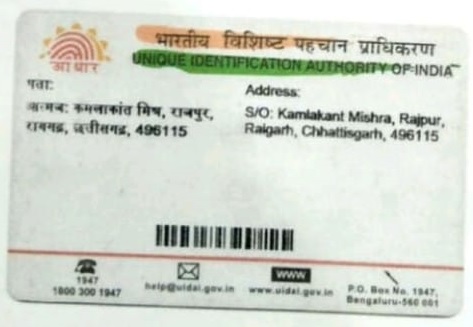 भारतीय विशिष्ट पहचान प्राधिकरण
UNIQUE IDENTIFICATION AUTHORITY OF INDIA
आधार
पता:
आत्मज: कमलाकांत मिश्र, राजपुर,
रायगढ़, छत्तीसगढ़, 496115
Address:
S/O: Kamlakant Mishra, Rajpur,
Raigarh, Chhattisgarh, 496115
1947
1800 300 1947
help@uidai.gov.in
WWW
www.uidai.gov.in
P.O. Box No. 1947,
Bengaluru-560 001